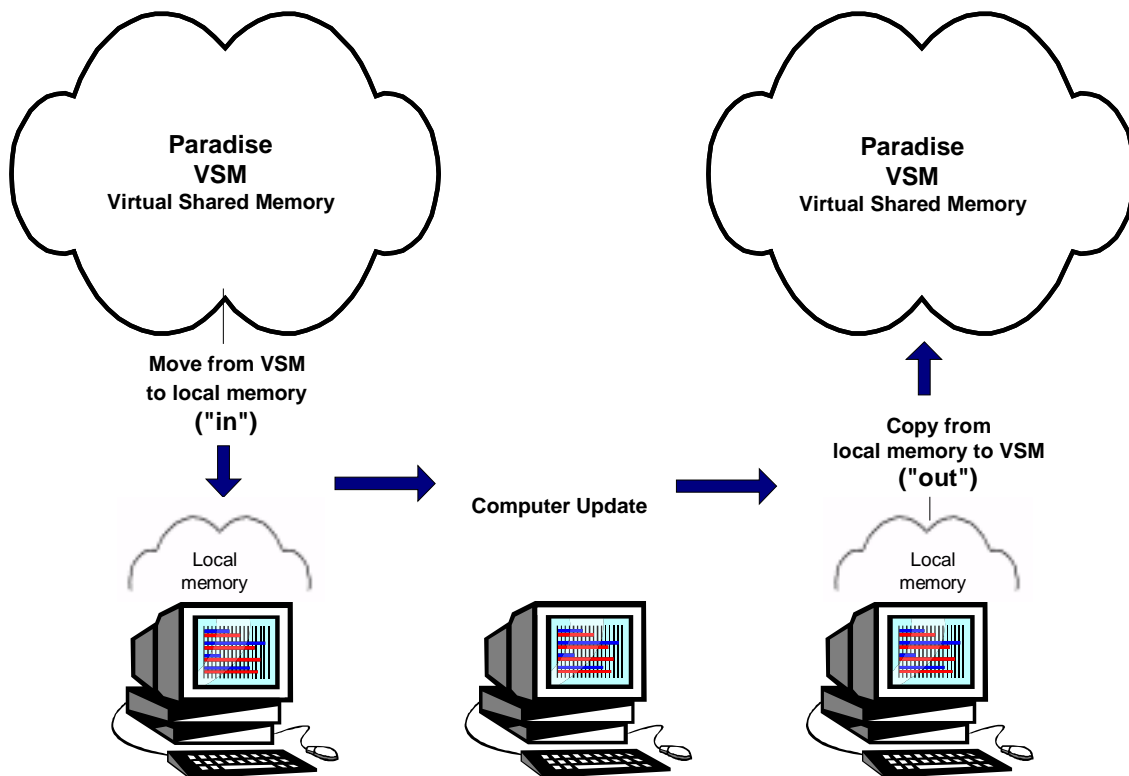 Paradise
VSM
Virtual Shared Memory
Paradise
VSM
Virtual Shared Memory
Move from VSM
to local memory
("in")
Copy from
local memory to VSM
("out")
Computer Update
Local
memory
Local
memory